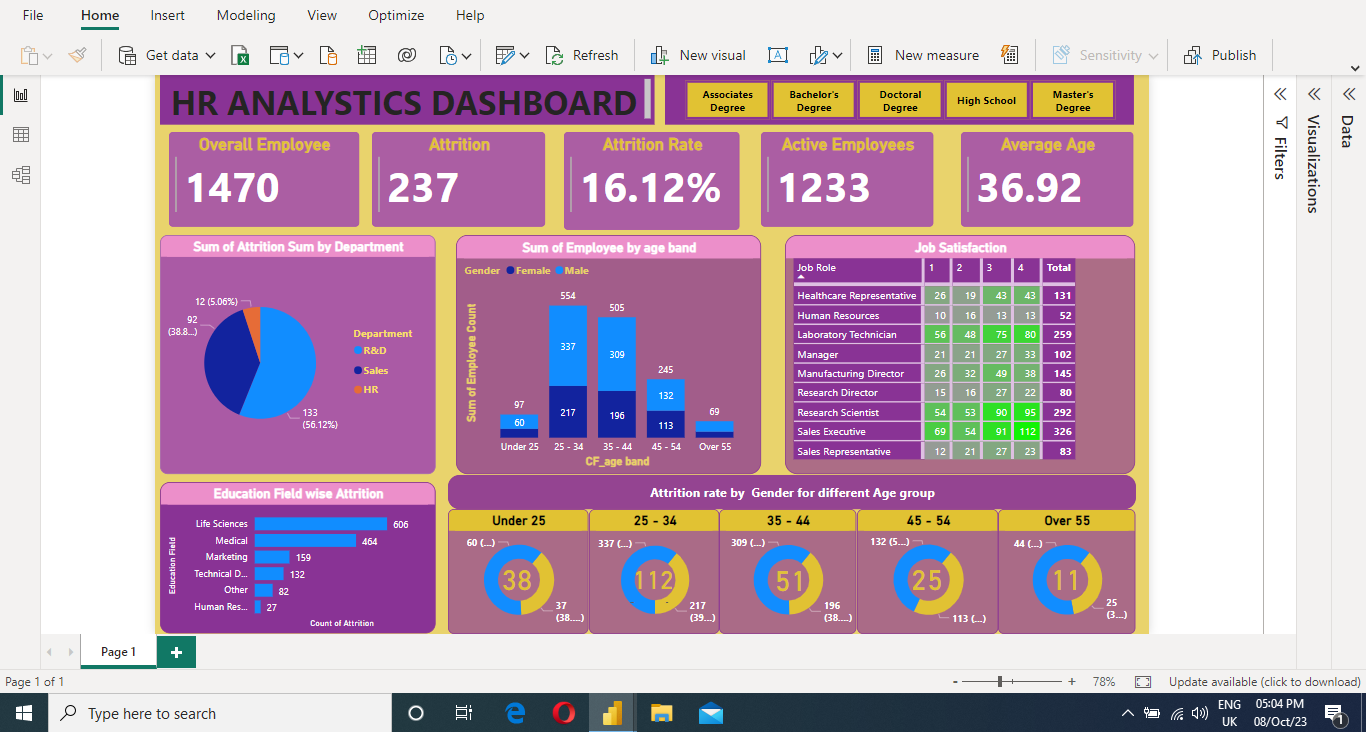 File Home Insert Modeling View Optimize Help
Get data Refresh New visual New measure Sensitivity Publish
HR ANALYSTICS DASHBOARD
Associates Degree
Bachelor's Degree
Doctoral Degree
High School
Master's Degree
Filters
Visualizations
Data
Overall Employee
1470
Attrition
237
Attrition Rate
16.12%
Active Employees
1233
Average Age
36.92
Sum of Attrition Sum by Department
12 (5.06%)
92
(38.8...)
133
(56.12%)
Department
R&D
Sales
HR
Sum of Employee by age band
Gender Female Male
Sum of Employee Count
97
60
554
337
217
505
309
196
245
132
113
69
Under 25 25 - 34 35 - 44 45 - 54 Over 55
CF_age band
Job Satisfaction
Job Role 1 2 3 4 Total
Healthcare Representative 26 19 43 43 131
Human Resources 10 16 13 13 52
Laboratory Technician 56 48 75 80 259
Manager 21 21 27 33 102
Manufacturing Director 26 32 49 38 145
Research Director 15 16 27 22 80
Research Scientist 54 53 90 95 292
Sales Executive 69 54 91 112 326
Sales Representative 12 21 27 23 83
Education Field wise Attrition
Education Field
Life Sciences 606
Medical 464
Marketing 159
Technical D... 132
Other 82
Human Res... 27
Count of Attrition
Attrition rate by Gender for different Age group
Under 25
60 (...)
38
37
(38....)
25 - 34
337 (...)
112
217
(39...)
35 - 44
309 (...)
51
196
(38....)
45 - 54
132 (5...)
25
113 (...)
Over 55
44 (...)
11
25
(3...)
Page 1 +
Page 1 of 1
- + 78% Update available (click to download)
Type here to search
ENG
UK
05:04 PM
08/Oct/23
1